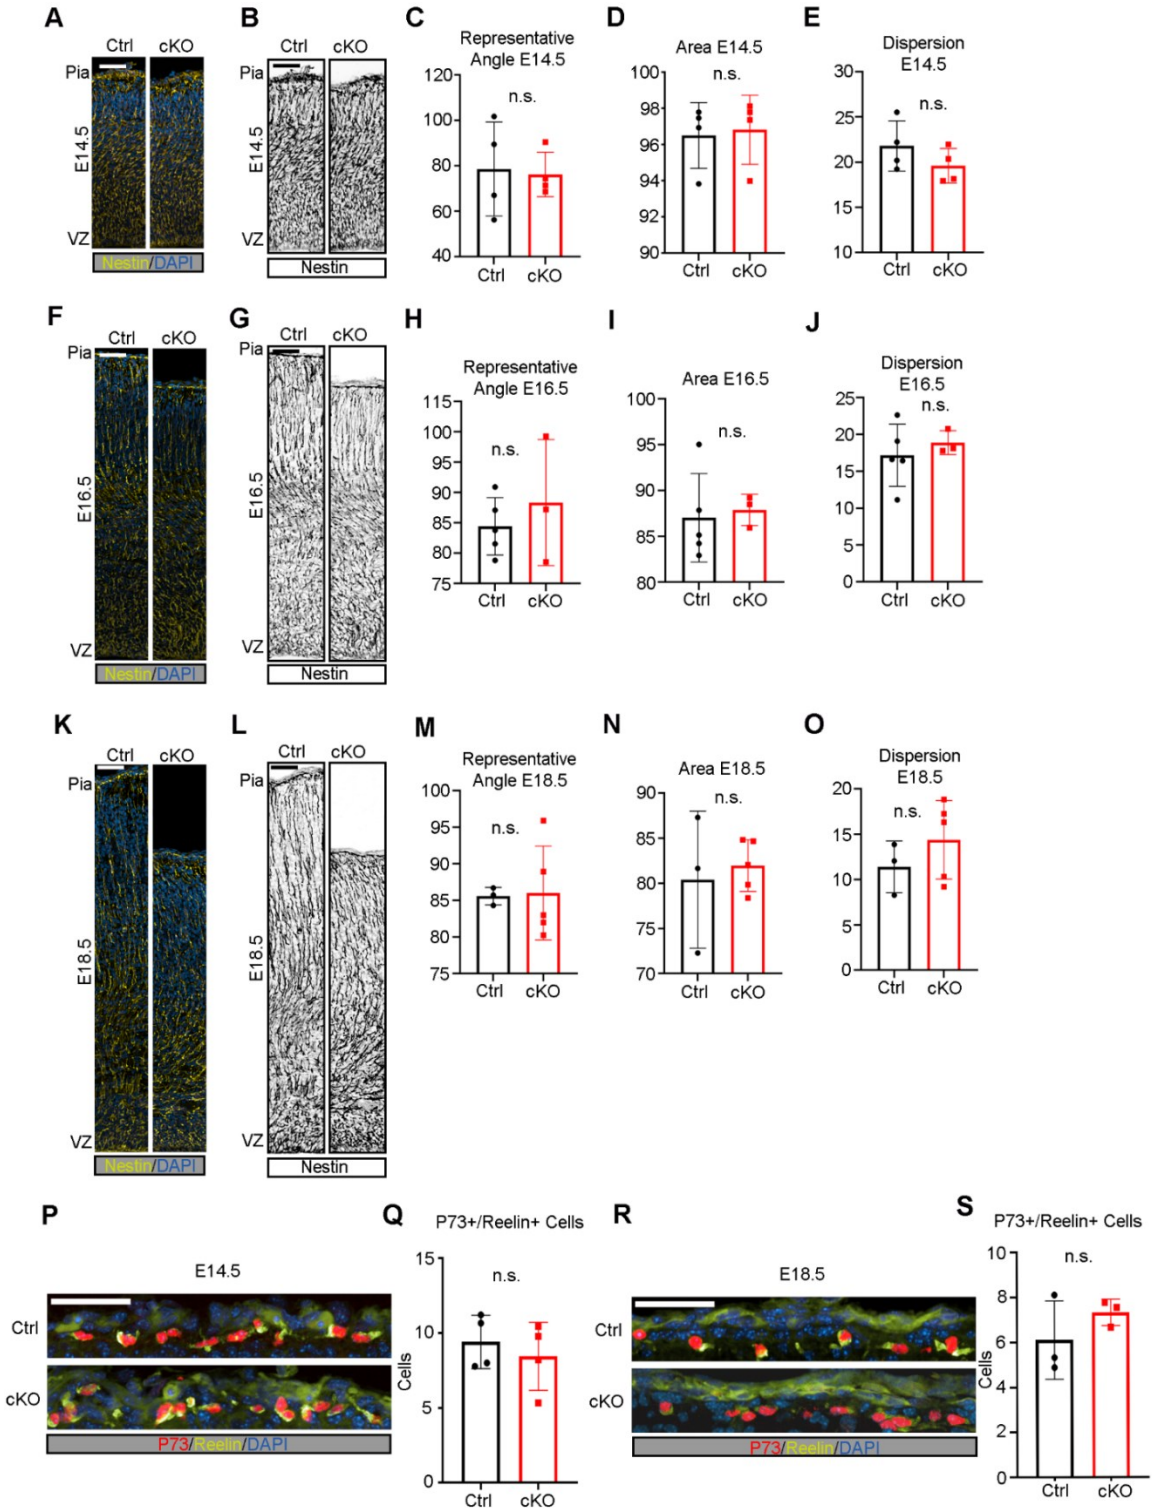 A
Ctrl cKO
Pia
E14.5
VZ
Nestin/DAPI
B
Ctrl cKO
E14.5
VZ
Nestin
C
Representative
Angle E14.5
n.s.
120
100
80
60
40
Ctrl cKO
D
Area E14.5
n.s.
100
98
96
94
92
90
Ctrl cKO
E
Dispersion
E14.5
n.s.
30
20
10
Ctrl cKO
F
Ctrl cKO
Pia
E16.5
VZ
Nestin/DAPI
G
Ctrl cKO
Pia
E16.5
VZ
Nestin
H
Representative
Angle E16.5
n.s.
115
100
95
90
85
80
75
Ctrl cKO
I
Area E16.5
n.s.
100
95
90
85
80
Ctrl cKO
J
Dispersion
E16.5
n.s.
25
20
15
10
5
0
Ctrl cKO
K
Ctrl cKO
Pia
E18.5
VZ
Nestin/DAPI
L
Ctrl cKO
Pia
E18.5
VZ
Nestin
M
Representative
Angle E18.5
n.s.
100
95
90
85
80
75
Ctrl cKO
N
Area E18.5
n.s.
90
85
80
75
70
Ctrl cKO
O
Dispersion
E18.5
n.s.
20
15
10
5
0
Ctrl cKO
P
E14.5
Ctrl
cKO
P73/Reelin/DAPI
Q
P73+/Reelin+ Cells
n.s.
15
10
5
0
Cells
Ctrl cKO
R
E18.5
Ctrl
cKO
P73/Reelin/DAPI
S
P73+/Reelin+ Cells
n.s.
10
8
6
4
2
0
Cells
Ctrl cKO